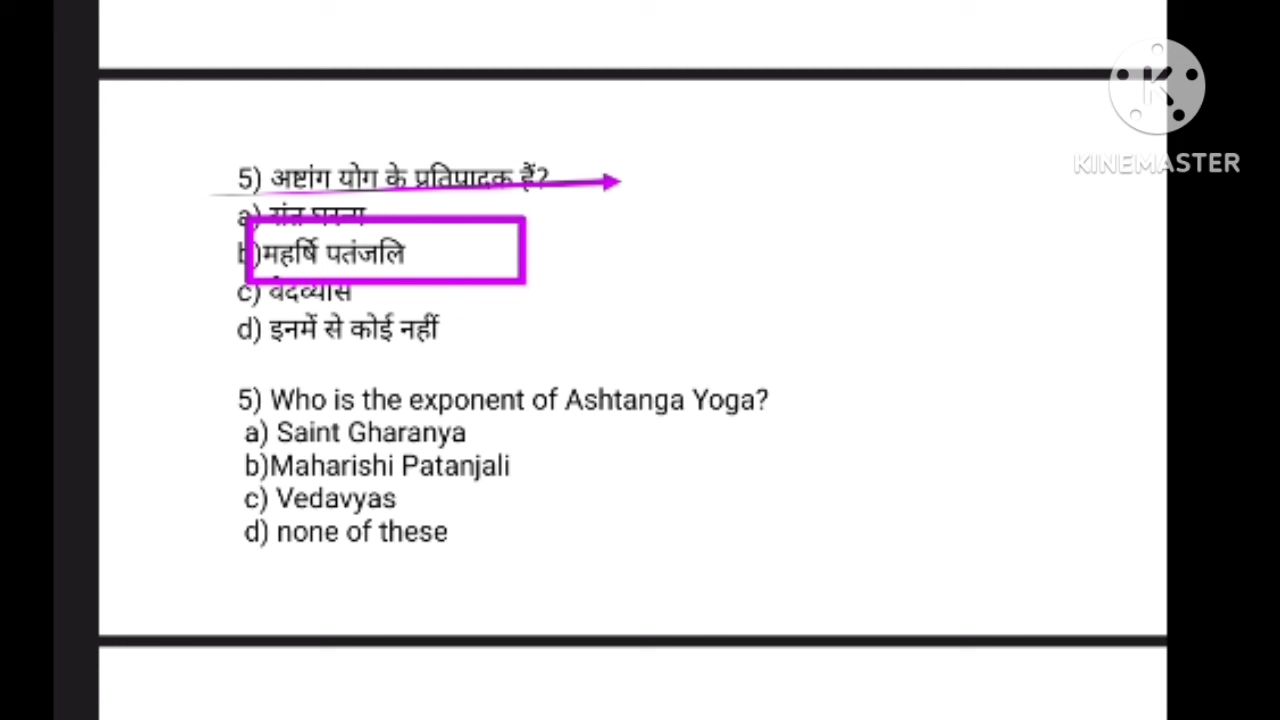 KINEMASTER
5) अष्टांग योग के प्रतिपादक हैं?
a) संत
b)महर्षि पतंजलि
c) वेदव्यास
d) इनमें से कोई नहीं
5) Who is the exponent of Ashtanga Yoga?
a) Saint Gharanya
b)Maharishi Patanjali
c) Vedavyas
d) none of these